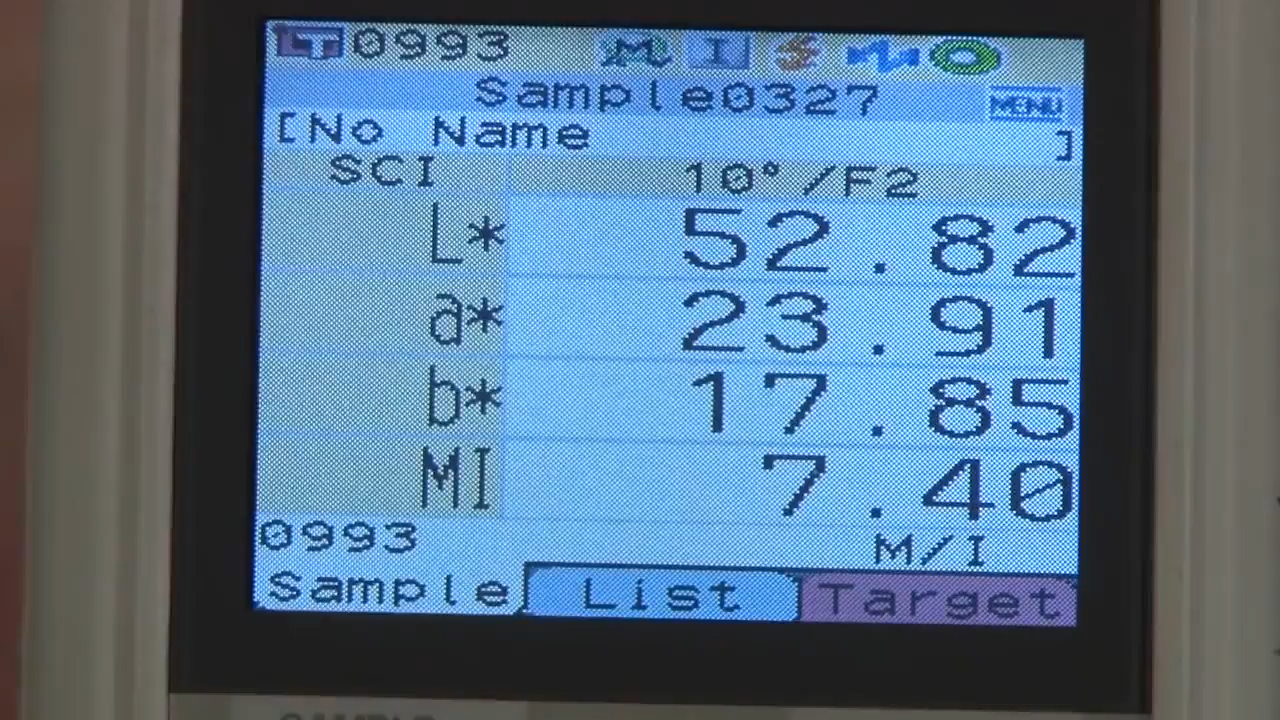 0993 M I
Sample0327 MENU
[No Name ]
SCI 10°/F2
L* 52.82
a* 23.91
b* 17.85
MI 7.40
0993 M/I
Sample List Target